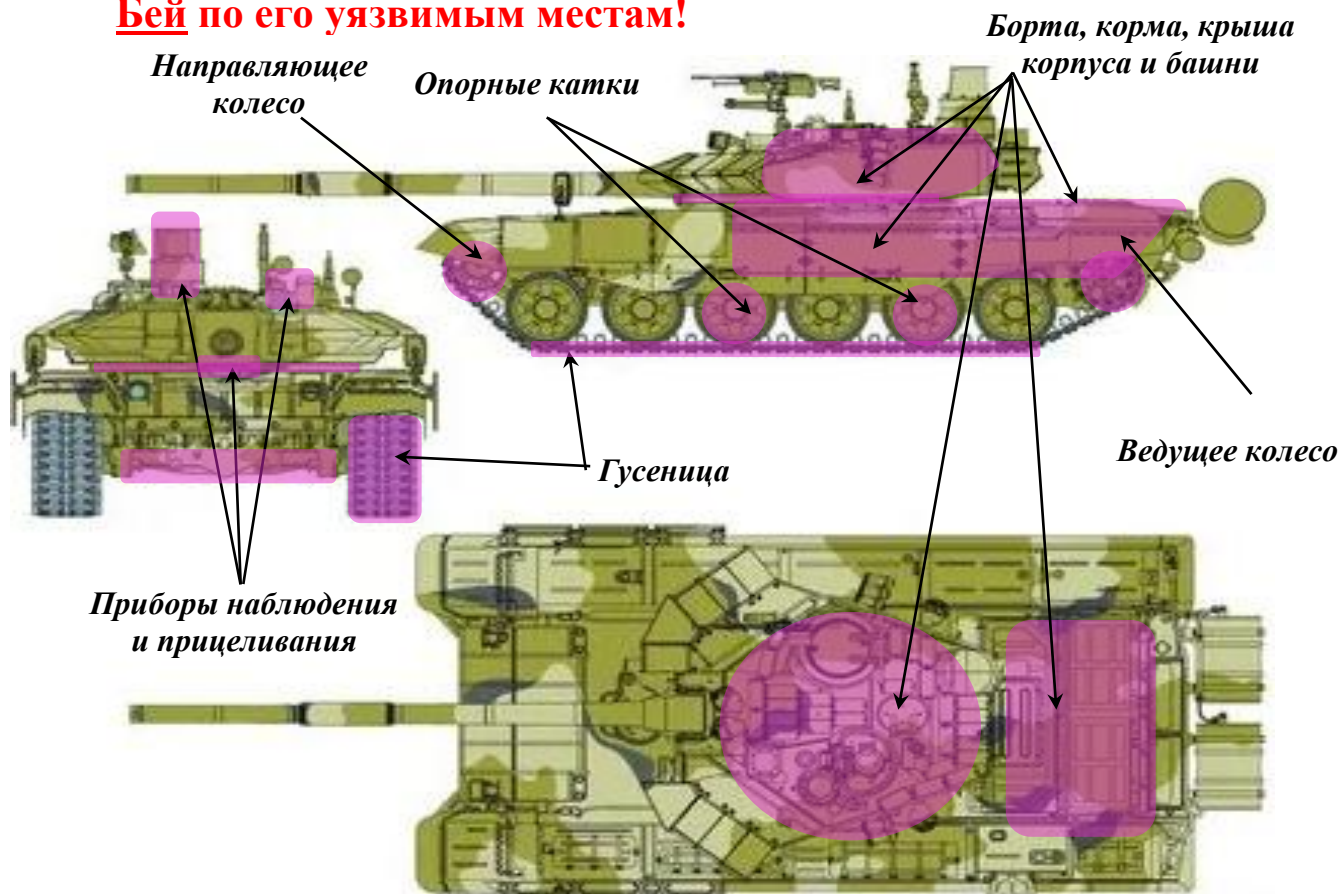 Бей по его уязвимым местам!
Борта, корма, крыша
корпуса и башни
Направляющее
колесо
Опорные катки
Ведущее колесо
Гусеница
Приборы наблюдения
и прицеливания